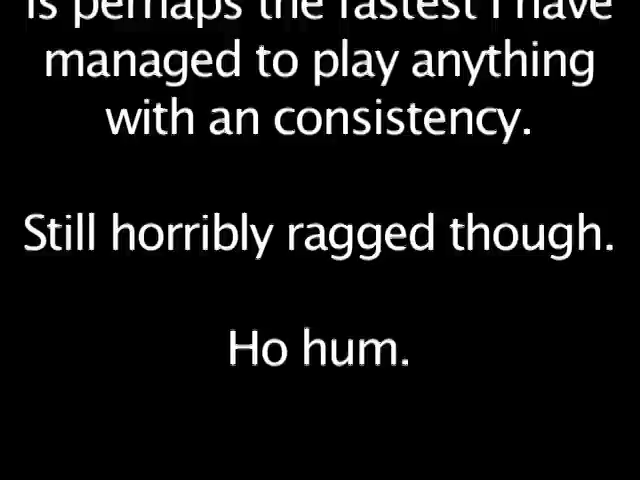 is perhaps the fastest I have
managed to play anything
with an consistency.
Still horribly ragged though.
Ho hum.